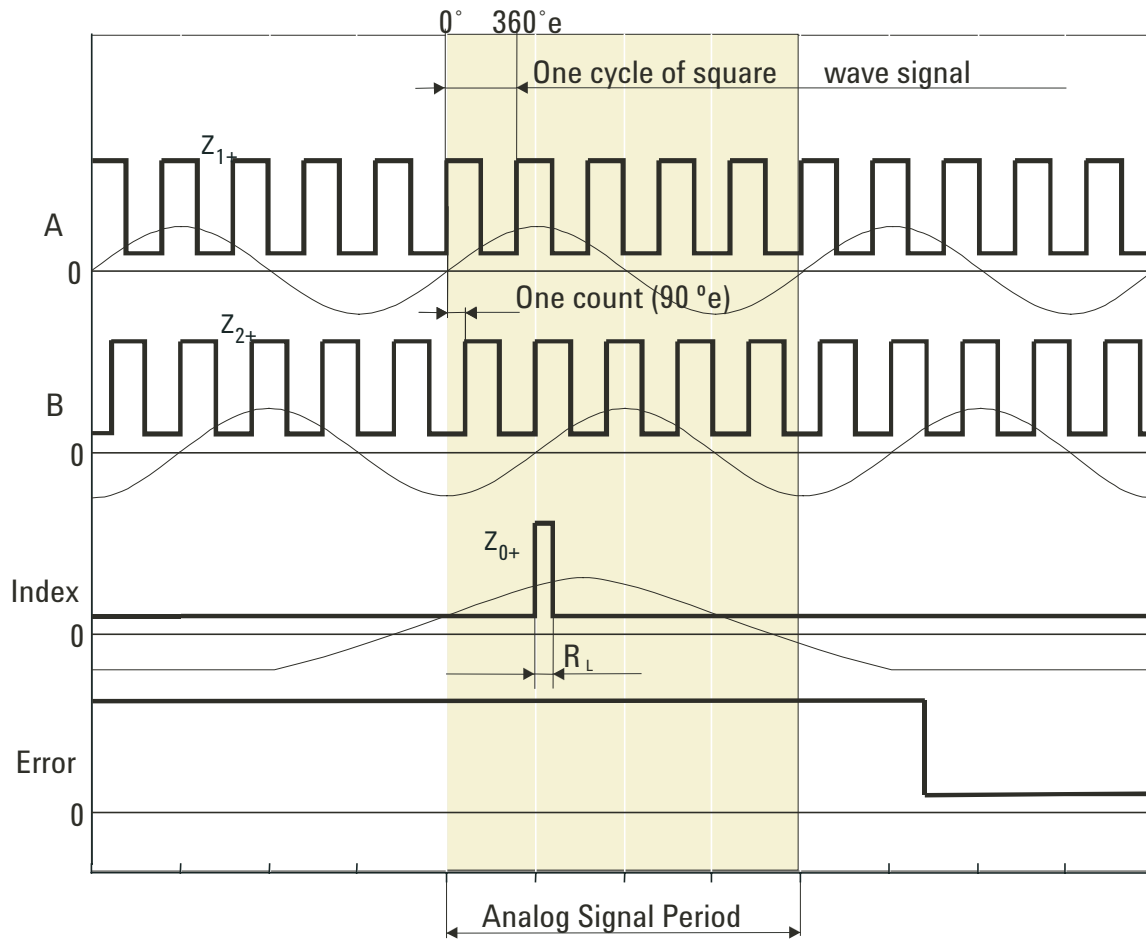 0° 360°e
One cycle of square wave signal
Z1+
A
0
One count (90 ºe)
Z2+
B
0
Z0+
Index
0
RL
Error
0
Analog Signal Period